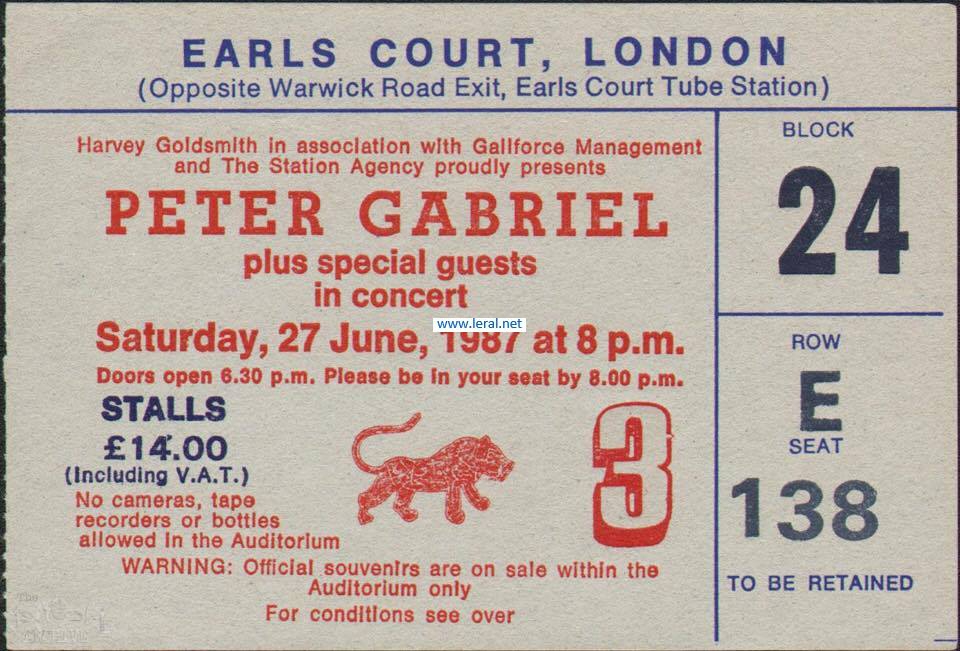 EARLS COURT, LONDON
(Opposite Warwick Road Exit, Earls Court Tube Station)
Harvey Goldsmith in association with Gailforce Management
and The Station Agency proudly presents
PETER GABRIEL
plus special guests
in concert
www.leral.net
Saturday, 27 June, 1987 at 8 p.m.
Doors open 6.30 p.m. Please be in your seat by 8.00 p.m.
STALLS
£14.00
(Including V.A.T.)
No cameras, tape
recorders or bottles
allowed in the Auditorium
3
WARNING: Official souvenirs are on sale within the
Auditorium only
For conditions see over
BLOCK
24
ROW
E
SEAT
138
TO BE RETAINED
The